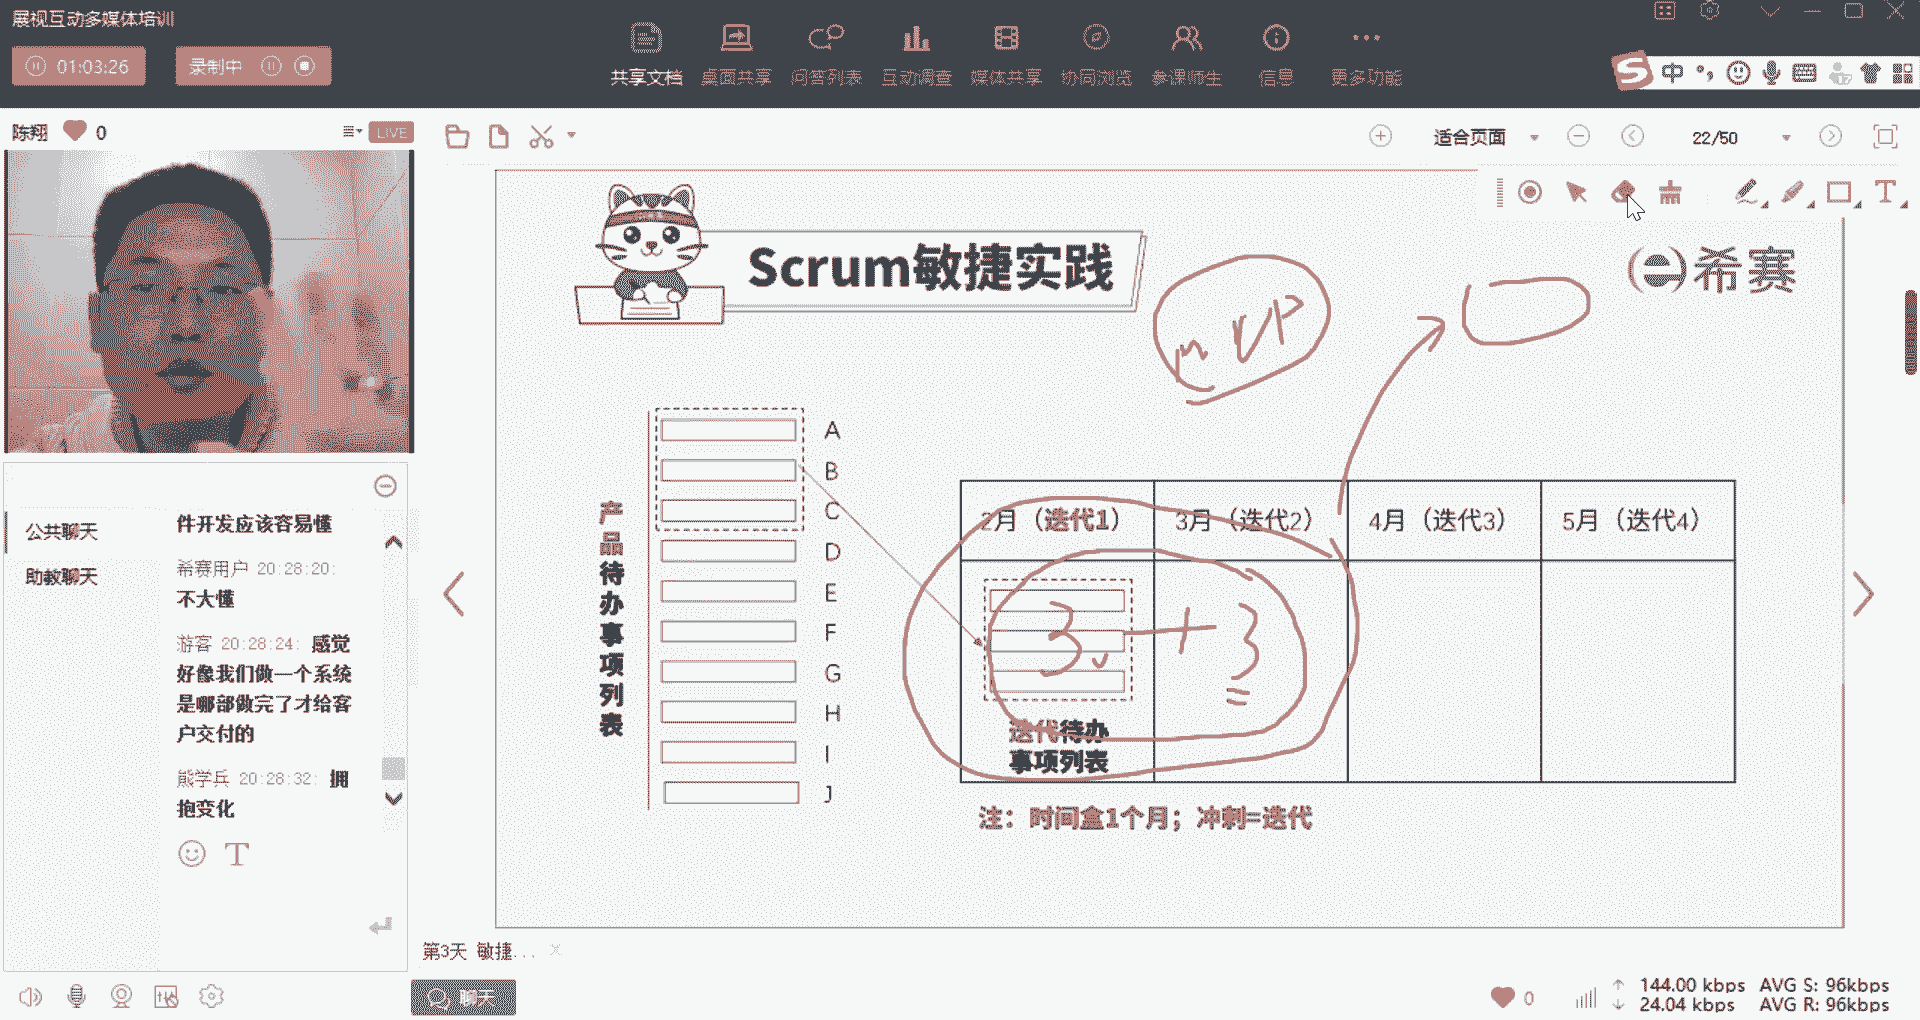 展视互动多媒体培训
01:03:26
录制中
共享文档
桌面共享
问答列表
互动调查
媒体共享
协同浏览
参课师生
信息
更多功能
中
陈翔
0
LIVE
适合页面
22/50
公共聊天
助教聊天
件开发应该容易懂
希赛用户 20:28:20:
不大懂
游客 20:28:24: 感觉
好像我们做一个系统
是哪部做完了才给客
户交付的
熊学兵 20:28:32: 拥
抱变化
Scrum敏捷实践
希赛
MVP
产品待办事项列表
A
B
C
D
E
F
G
H
I
J
2月（迭代1）
3月（迭代2）
4月（迭代3）
5月（迭代4）
3 + 3
迭代待办
事项列表
注：时间盒1个月；冲刺=迭代
第3天 敏捷...
聊天
0
144.00 kbps AVG S: 96kbps
24.04 kbps AVG R: 96kbps